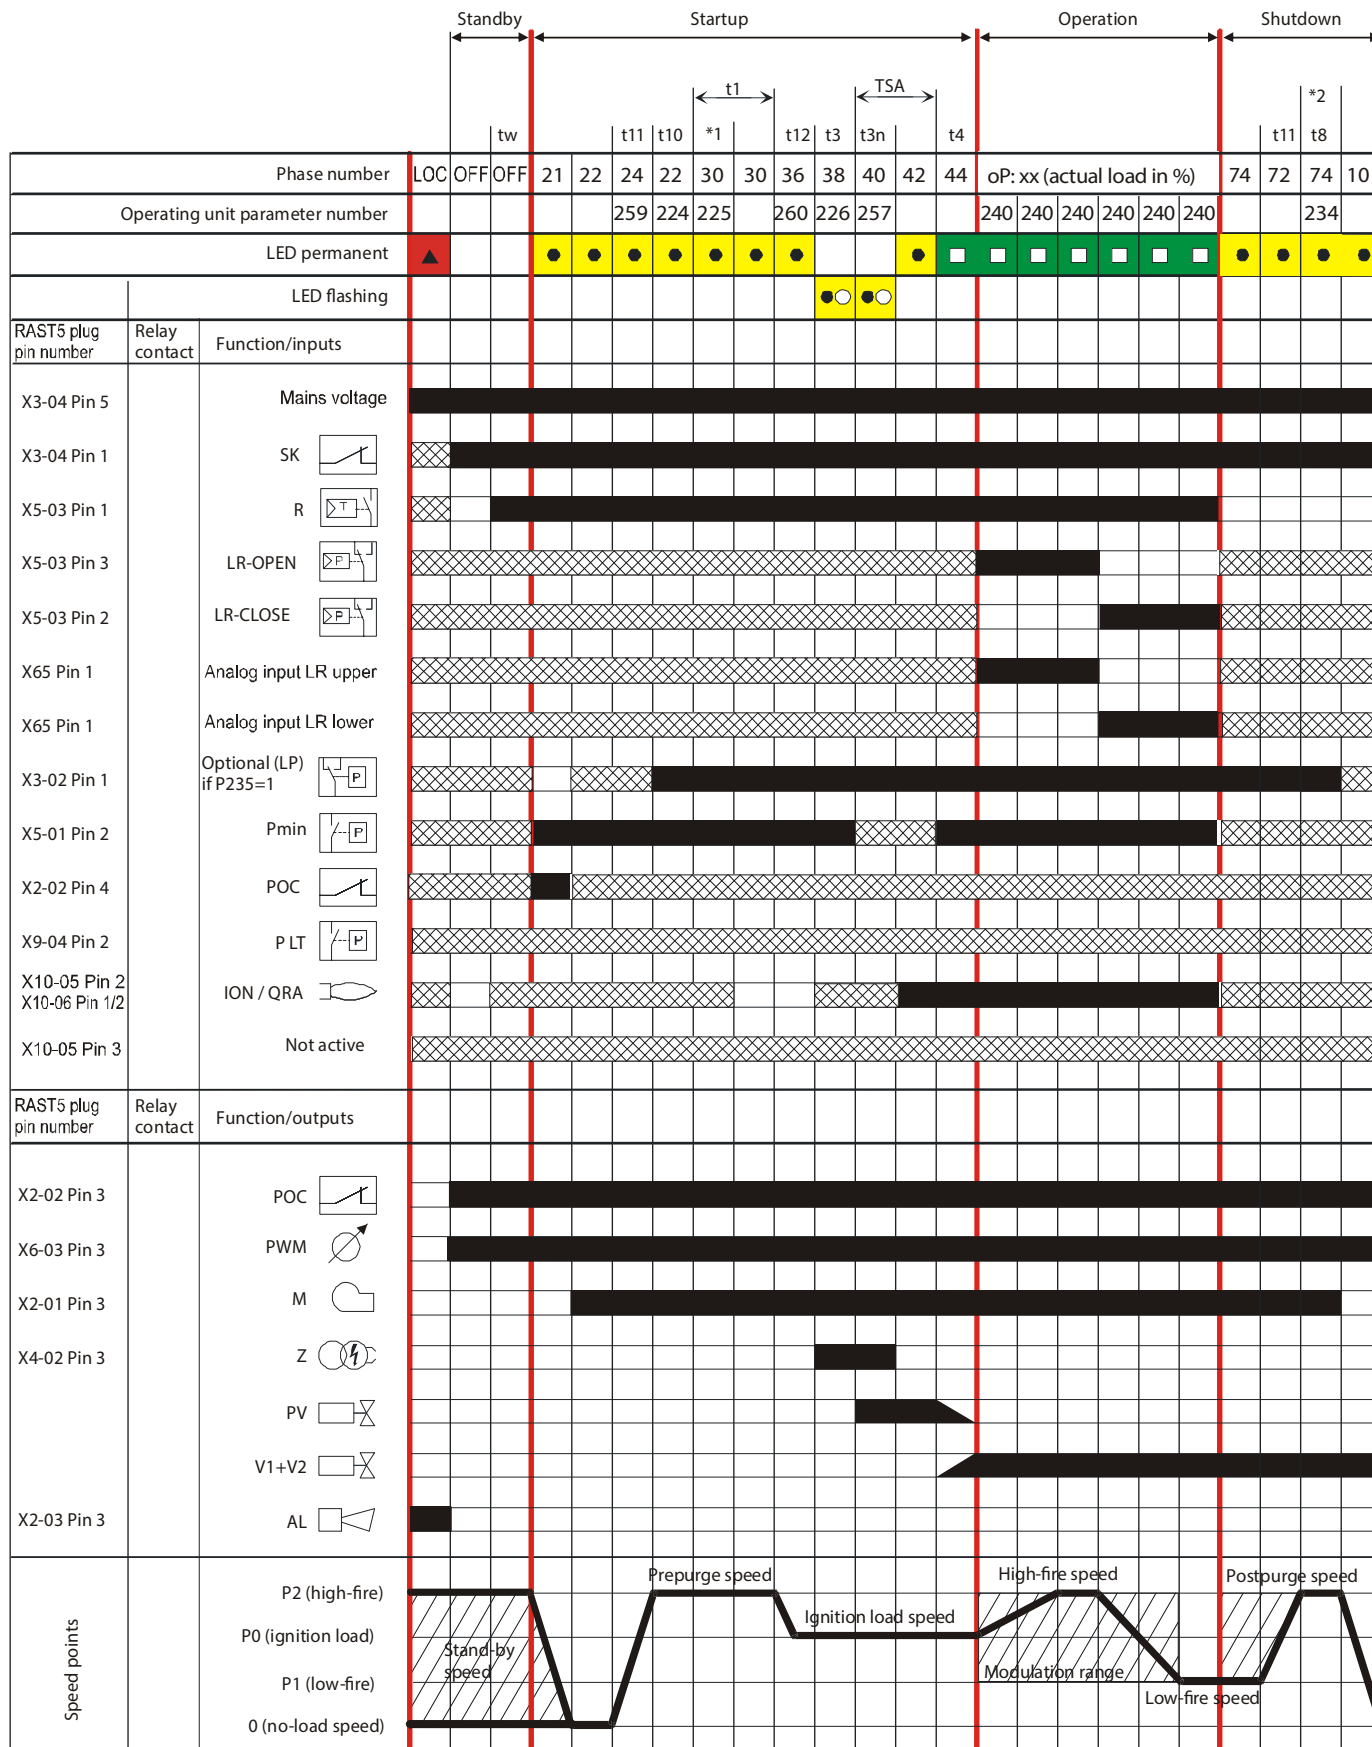 Standby Startup Operation Shutdown
t1 TSA *2
tw t11 t10 *1 t12 t3 t3n t4 t11 t8
Phase number LOC OFF OFF 21 22 24 22 30 30 36 38 40 42 44 oP: xx (actual load in %) 74 72 74 10
Operating unit parameter number 259 224 225 260 226 257 240 240 240 240 240 240 234
LED permanent
LED flashing
RAST5 plug pin number Relay contact Function/inputs
X3-04 Pin 5 Mains voltage
X3-04 Pin 1 SK
X5-03 Pin 1 R T
X5-03 Pin 3 LR-OPEN P
X5-03 Pin 2 LR-CLOSE P
X65 Pin 1 Analog input LR upper
X65 Pin 1 Analog input LR lower
X3-02 Pin 1 Optional (LP) if P235=1 P
X5-01 Pin 2 Pmin P
X2-02 Pin 4 POC
X9-04 Pin 2 P LT P
X10-05 Pin 2
X10-06 Pin 1/2 ION / QRA
X10-05 Pin 3 Not active
RAST5 plug pin number Relay contact Function/outputs
X2-02 Pin 3 POC
X6-03 Pin 3 PWM
X2-01 Pin 3 M
X4-02 Pin 3 Z
PV
V1+V2
X2-03 Pin 3 AL
Speed points
P2 (high-fire) Prepurge speed High-fire speed Postpurge speed
P0 (ignition load) Ignition load speed
Stand-by speed
P1 (low-fire) Modulation range
Low-fire speed
0 (no-load speed)